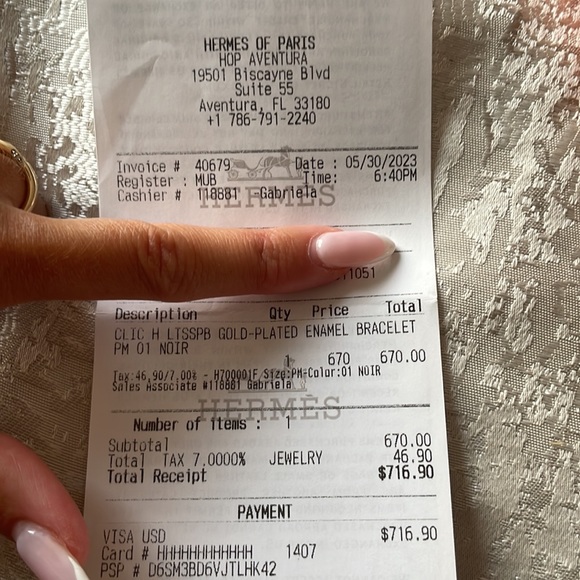 HERMES OF PARIS
HOP AVENTURA
19501 Biscayne Blvd
Suite 55
Aventura, FL 33180
+1 786-791-2240
Invoice # 40679 Date : 05/30/2023
Register : MUB Time: 6:40PM
Cashier # 118881 -Gabriela
HERMÈS
11051
Description Qty Price Total
CLIC H LTSSPB GOLD-PLATED ENAMEL BRACELET
PM 01 NOIR
1 670 670.00
Tax:46.90/7.00% - H700001F Size:PM-Color:01 NOIR
Sales Associate #118881 Gabriela
HERMÈS
Number of items : 1
Subtotal 670.00
Total TAX 7.0000% JEWELRY 46.90
Total Receipt $716.90
PAYMENT
VISA USD $716.90
Card # HHHHHHHHHHHH 1407
PSP # D6SM3BD6VJTLHK42